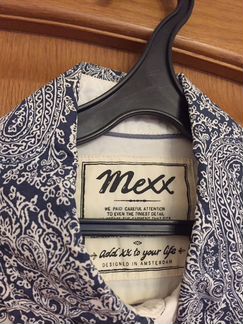 mexx
WE PAID CAREFUL ATTENTION
TO EVEN THE TINIEST DETAIL
add xx to your life
DESIGNED IN AMSTERDAM